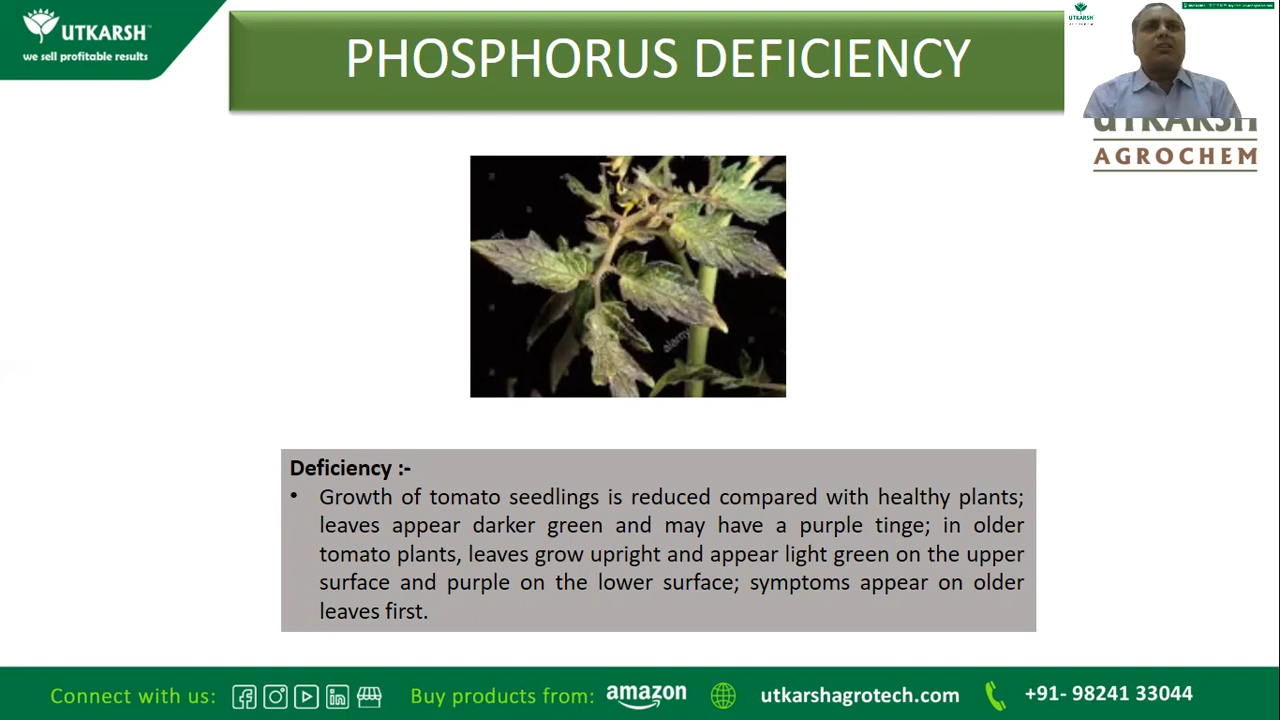 UTKARSH
we sell profitable results
PHOSPHORUS DEFICIENCY
UTKARSH
UTKARSH
AGROCHEM
alamy
Deficiency :-
• Growth of tomato seedlings is reduced compared with healthy plants;
leaves appear darker green and may have a purple tinge; in older
tomato plants, leaves grow upright and appear light green on the upper
surface and purple on the lower surface; symptoms appear on older
leaves first.
Connect with us: Buy products from: amazon utkarshagrotech.com +91- 98241 33044